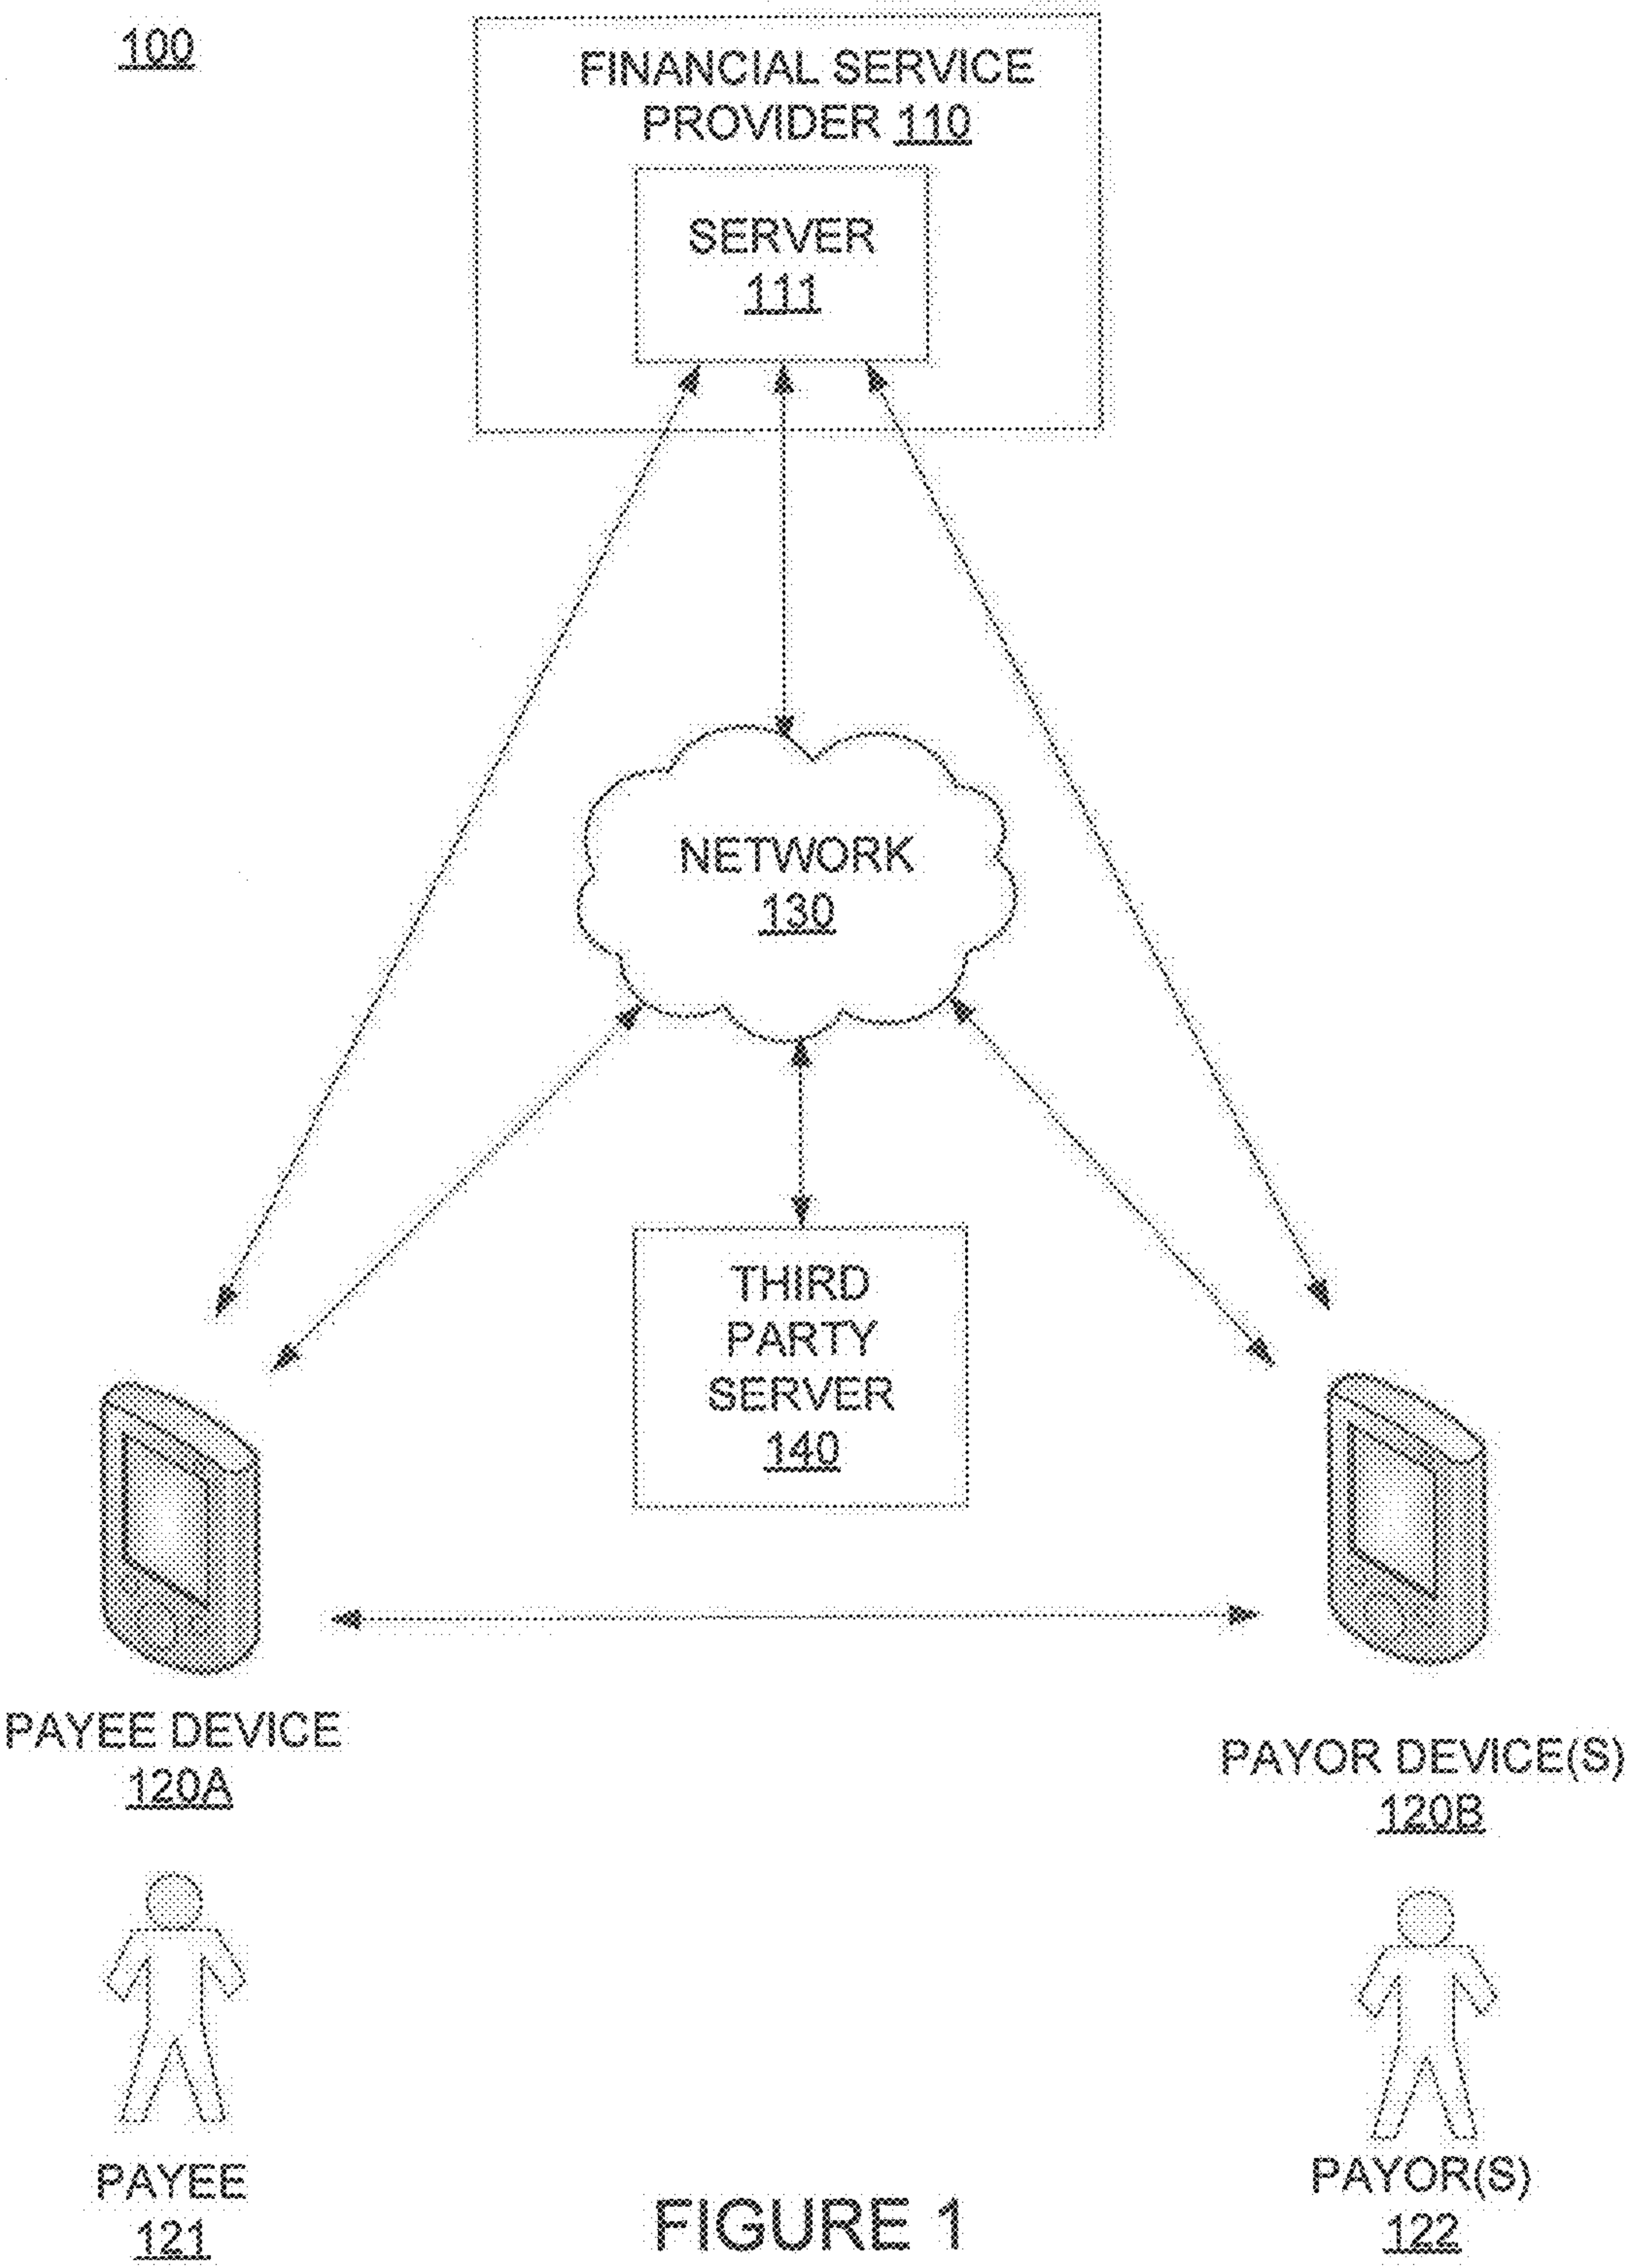 100
FINANCIAL SERVICE
PROVIDER 110
SERVER
111
NETWORK
130
THIRD
PARTY
SERVER
140
PAYEE DEVICE
120A
PAYOR DEVICE(S)
120B
PAYEE
121
PAYOR(S)
122
FIGURE 1